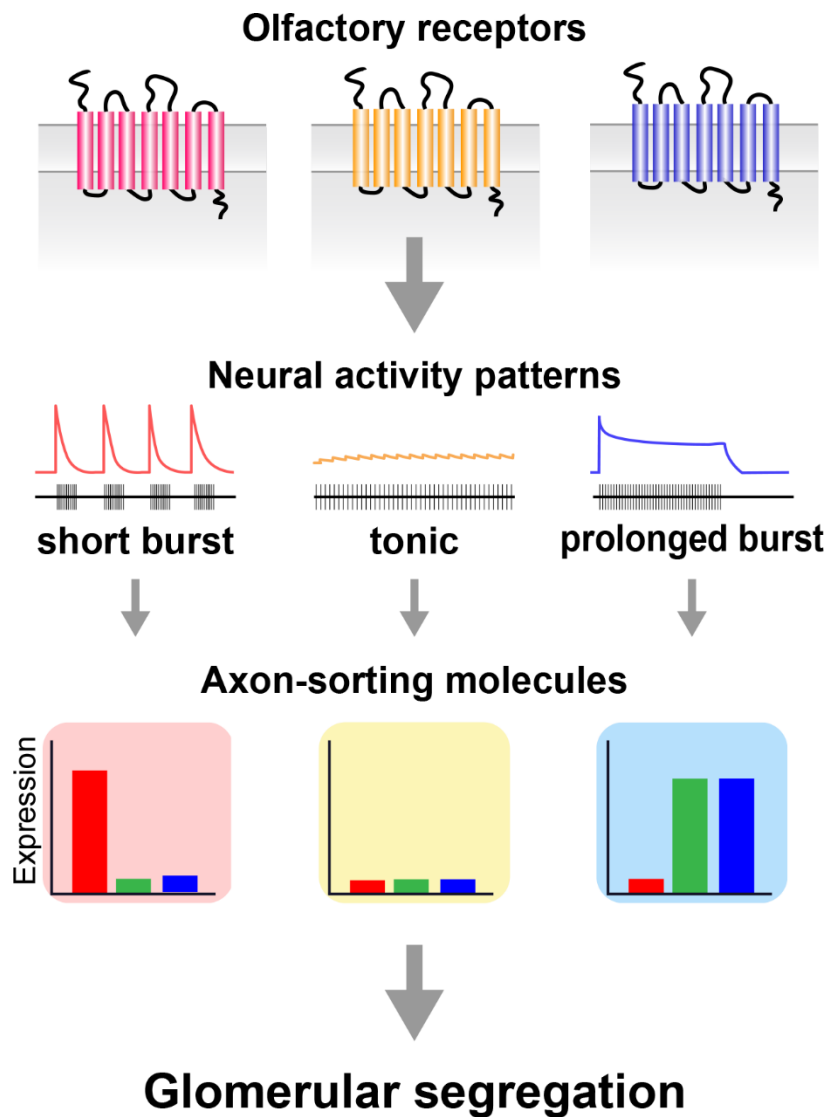 Olfactory receptors
Neural activity patterns
short burst
tonic
prolonged burst
Axon-sorting molecules
Expression
Glomerular segregation